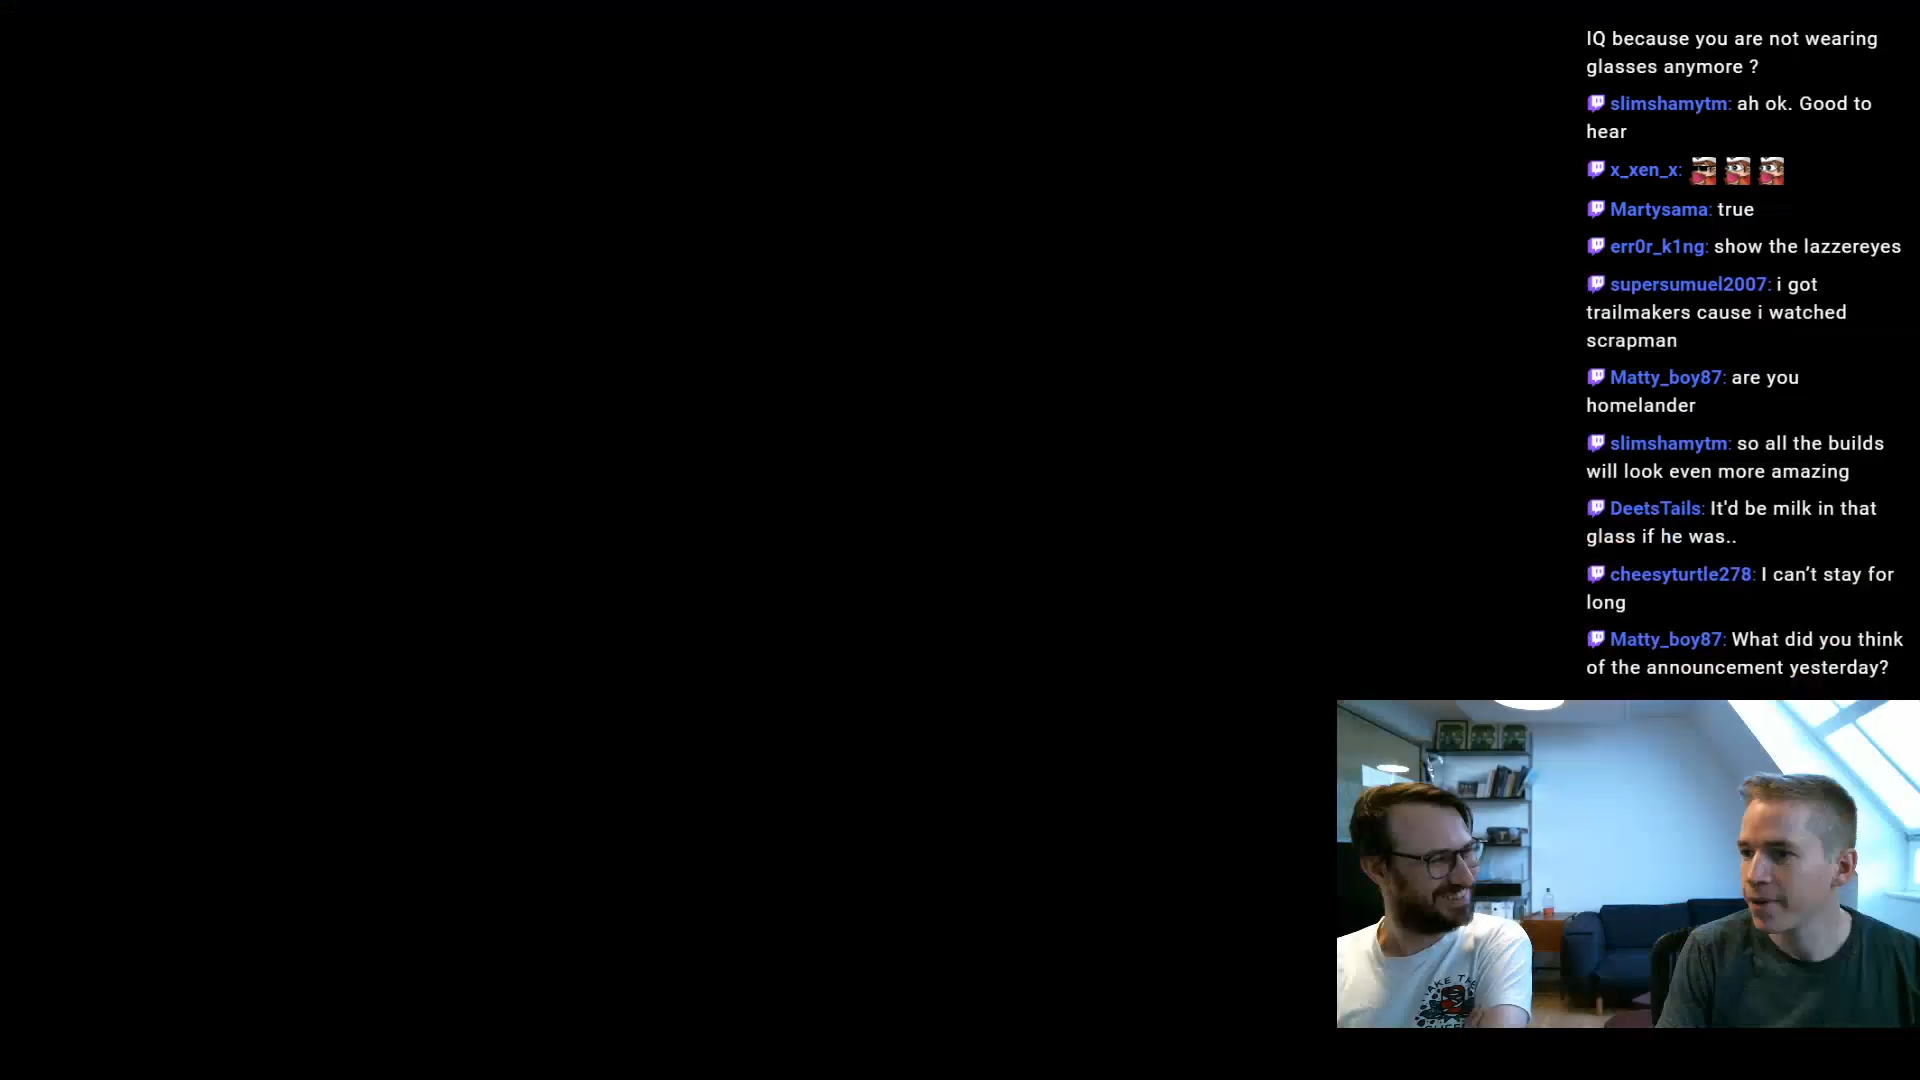 IQ because you are not wearing
glasses anymore ?
slimshamytm: ah ok. Good to
hear
x_xen_x:
Martysama: true
err0r_k1ng: show the lazzereyes
supersumuel2007: i got
trailmakers cause i watched
scrapman
Matty_boy87: are you
homelander
slimshamytm: so all the builds
will look even more amazing
DeetsTails: It'd be milk in that
glass if he was..
cheesyturtle278: I can’t stay for
long
Matty_boy87: What did you think
of the announcement yesterday?